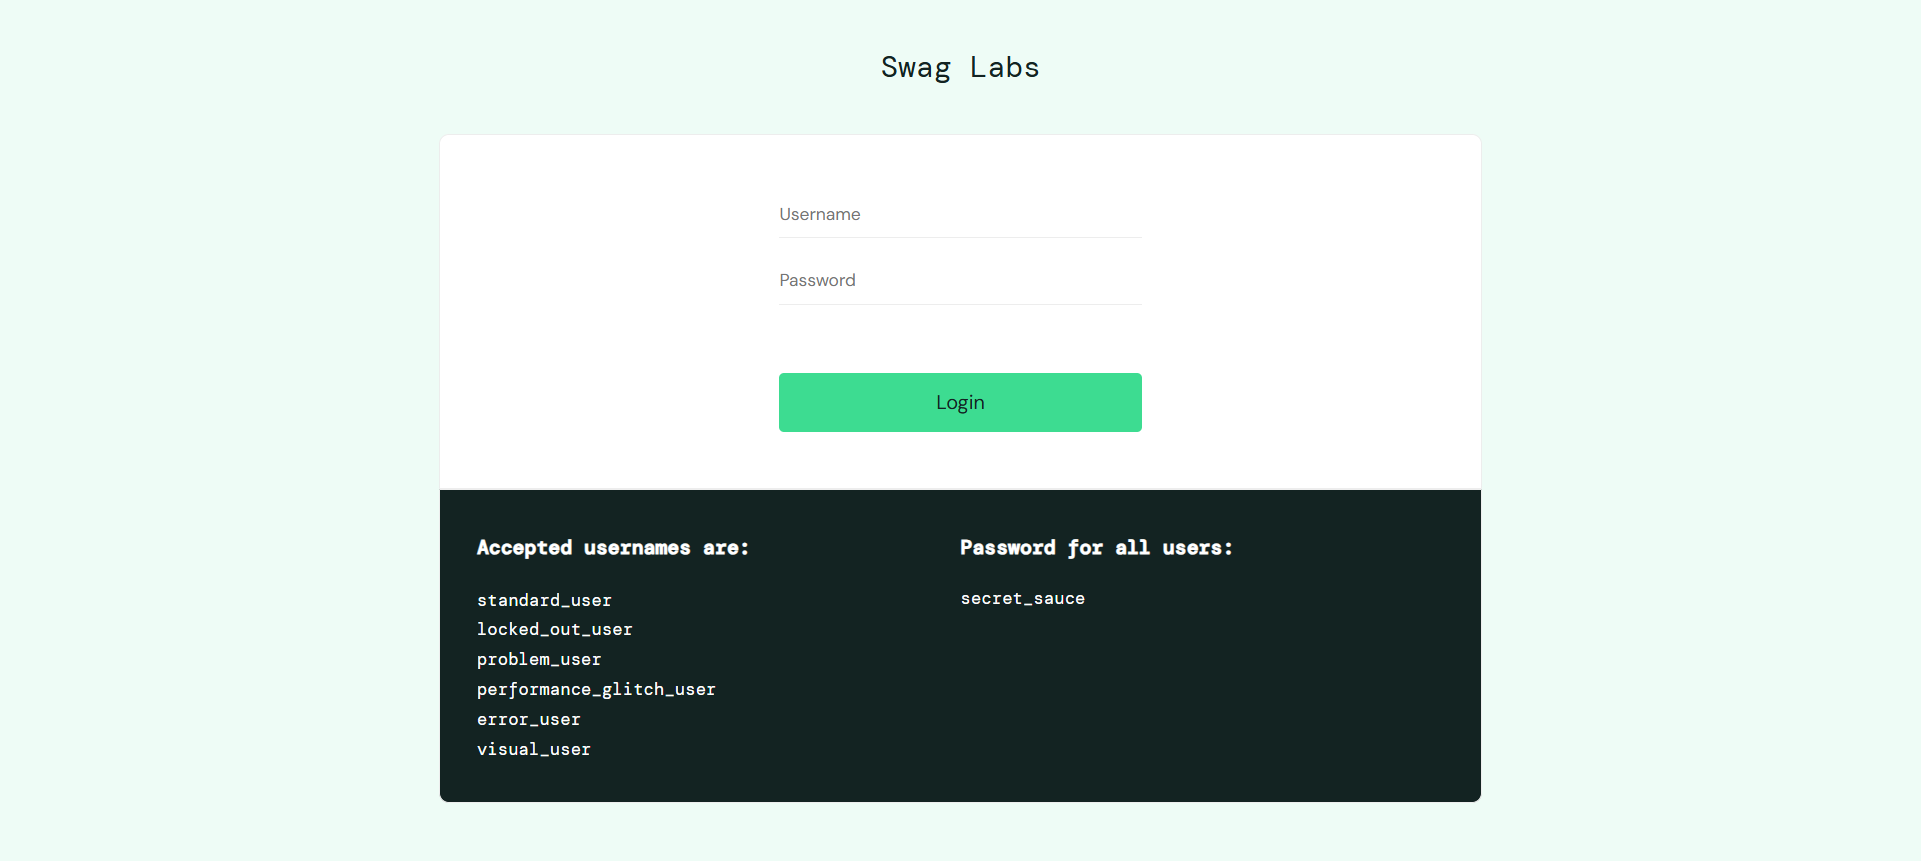 Swag Labs
Username
Password
Login
Accepted usernames are:
standard_user
locked_out_user
problem_user
performance_glitch_user
error_user
visual_user
Password for all users:
secret_sauce